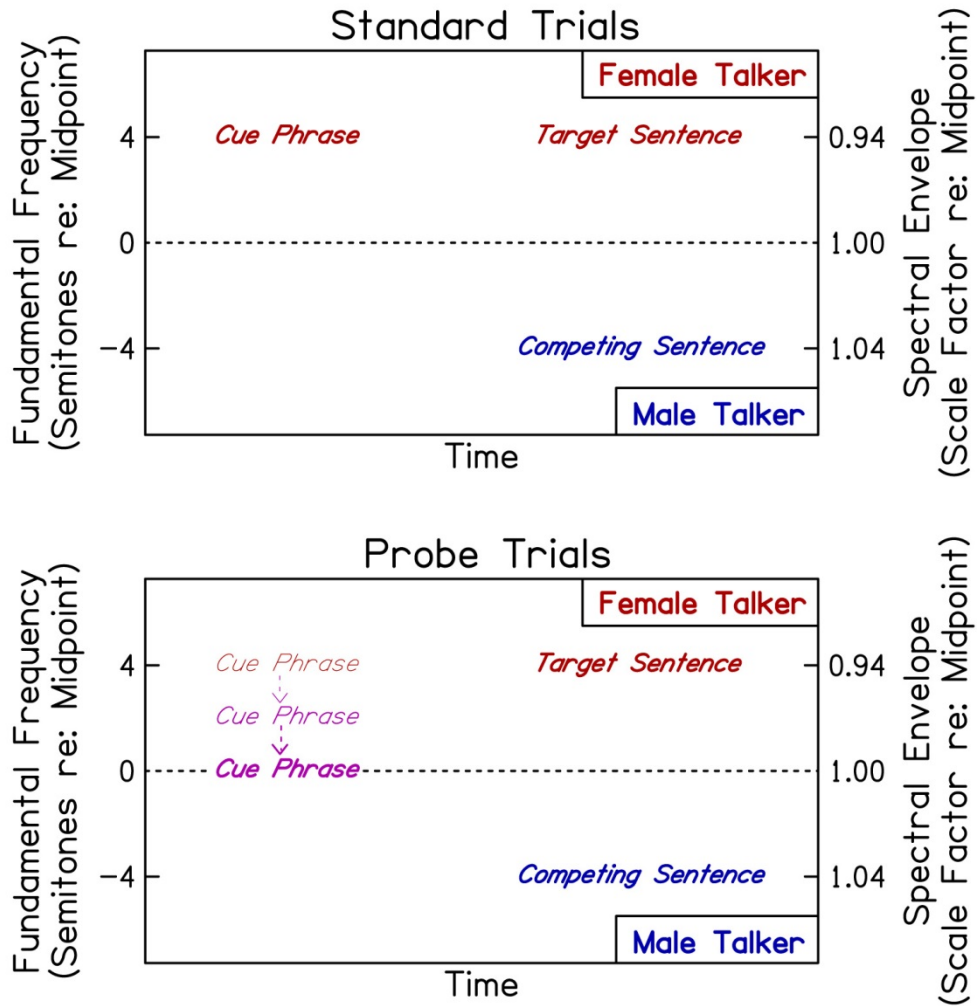 Standard Trials
Fundamental Frequency
(Semitones re: Midpoint)
Female Talker
4
Cue Phrase
Target Sentence
0.94
0
1.00
-4
Competing Sentence
1.04
Male Talker
Time
Spectral Envelope
(Scale Factor re: Midpoint)
Probe Trials
Fundamental Frequency
(Semitones re: Midpoint)
Female Talker
4
Cue Phrase
Target Sentence
0.94
Cue Phrase
0
Cue Phrase
1.00
-4
Competing Sentence
1.04
Male Talker
Time
Spectral Envelope
(Scale Factor re: Midpoint)